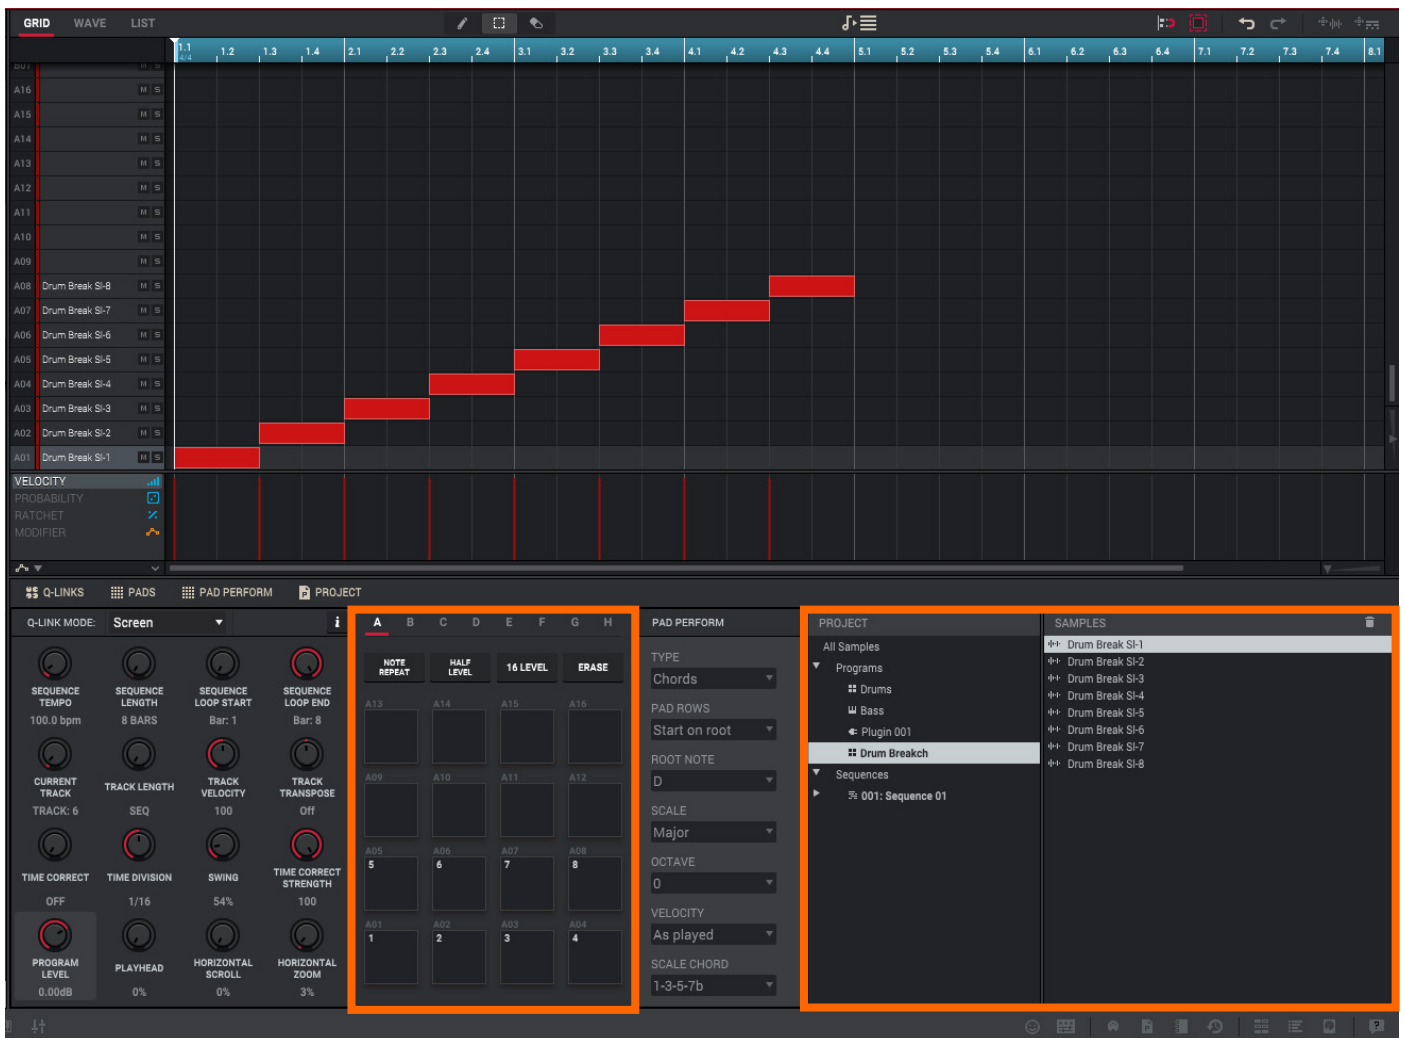 GRID WAVE LIST
1.1 1.2 1.3 1.4 2.1 2.2 2.3 2.4 3.1 3.2 3.3 3.4 4.1 4.2 4.3 4.4 5.1 5.2 5.3 5.4 6.1 6.2 6.3 6.4 7.1 7.2 7.3 7.4 8.1
4/4
B01 M S
A16 M S
A15 M S
A14 M S
A13 M S
A12 M S
A11 M S
A10 M S
A09 M S
A08 Drum Break Sl-8 M S
A07 Drum Break Sl-7 M S
A06 Drum Break Sl-6 M S
A05 Drum Break Sl-5 M S
A04 Drum Break Sl-4 M S
A03 Drum Break Sl-3 M S
A02 Drum Break Sl-2 M S
A01 Drum Break Sl-1 M S
VELOCITY
PROBABILITY
RATCHET
MODIFIER
Q-LINKS PADS PAD PERFORM PROJECT
Q-LINK MODE: Screen i
SEQUENCE TEMPO
100.0 bpm
SEQUENCE LENGTH
8 BARS
SEQUENCE LOOP START
Bar: 1
SEQUENCE LOOP END
Bar: 8
CURRENT TRACK
TRACK: 6
TRACK LENGTH
SEQ
TRACK VELOCITY
100
TRACK TRANSPOSE
Off
TIME CORRECT
OFF
TIME DIVISION
1/16
SWING
54%
TIME CORRECT STRENGTH
100
PROGRAM LEVEL
0.00dB
PLAYHEAD
0%
HORIZONTAL SCROLL
0%
HORIZONTAL ZOOM
3%
A B C D E F G H
NOTE REPEAT
HALF LEVEL
16 LEVEL
ERASE
A13 A14 A15 A16
A09 A10 A11 A12
A05 A06 A07 A08
5 6 7 8
A01 A02 A03 A04
1 2 3 4
PAD PERFORM
TYPE
Chords
PAD ROWS
Start on root
ROOT NOTE
D
SCALE
Major
OCTAVE
0
VELOCITY
As played
SCALE CHORD
1-3-5-7b
PROJECT
All Samples
Programs
Drums
Bass
Plugin 001
Drum Breakch
Sequences
001: Sequence 01
SAMPLES
Drum Break Sl-1
Drum Break Sl-2
Drum Break Sl-3
Drum Break Sl-4
Drum Break Sl-5
Drum Break Sl-6
Drum Break Sl-7
Drum Break Sl-8